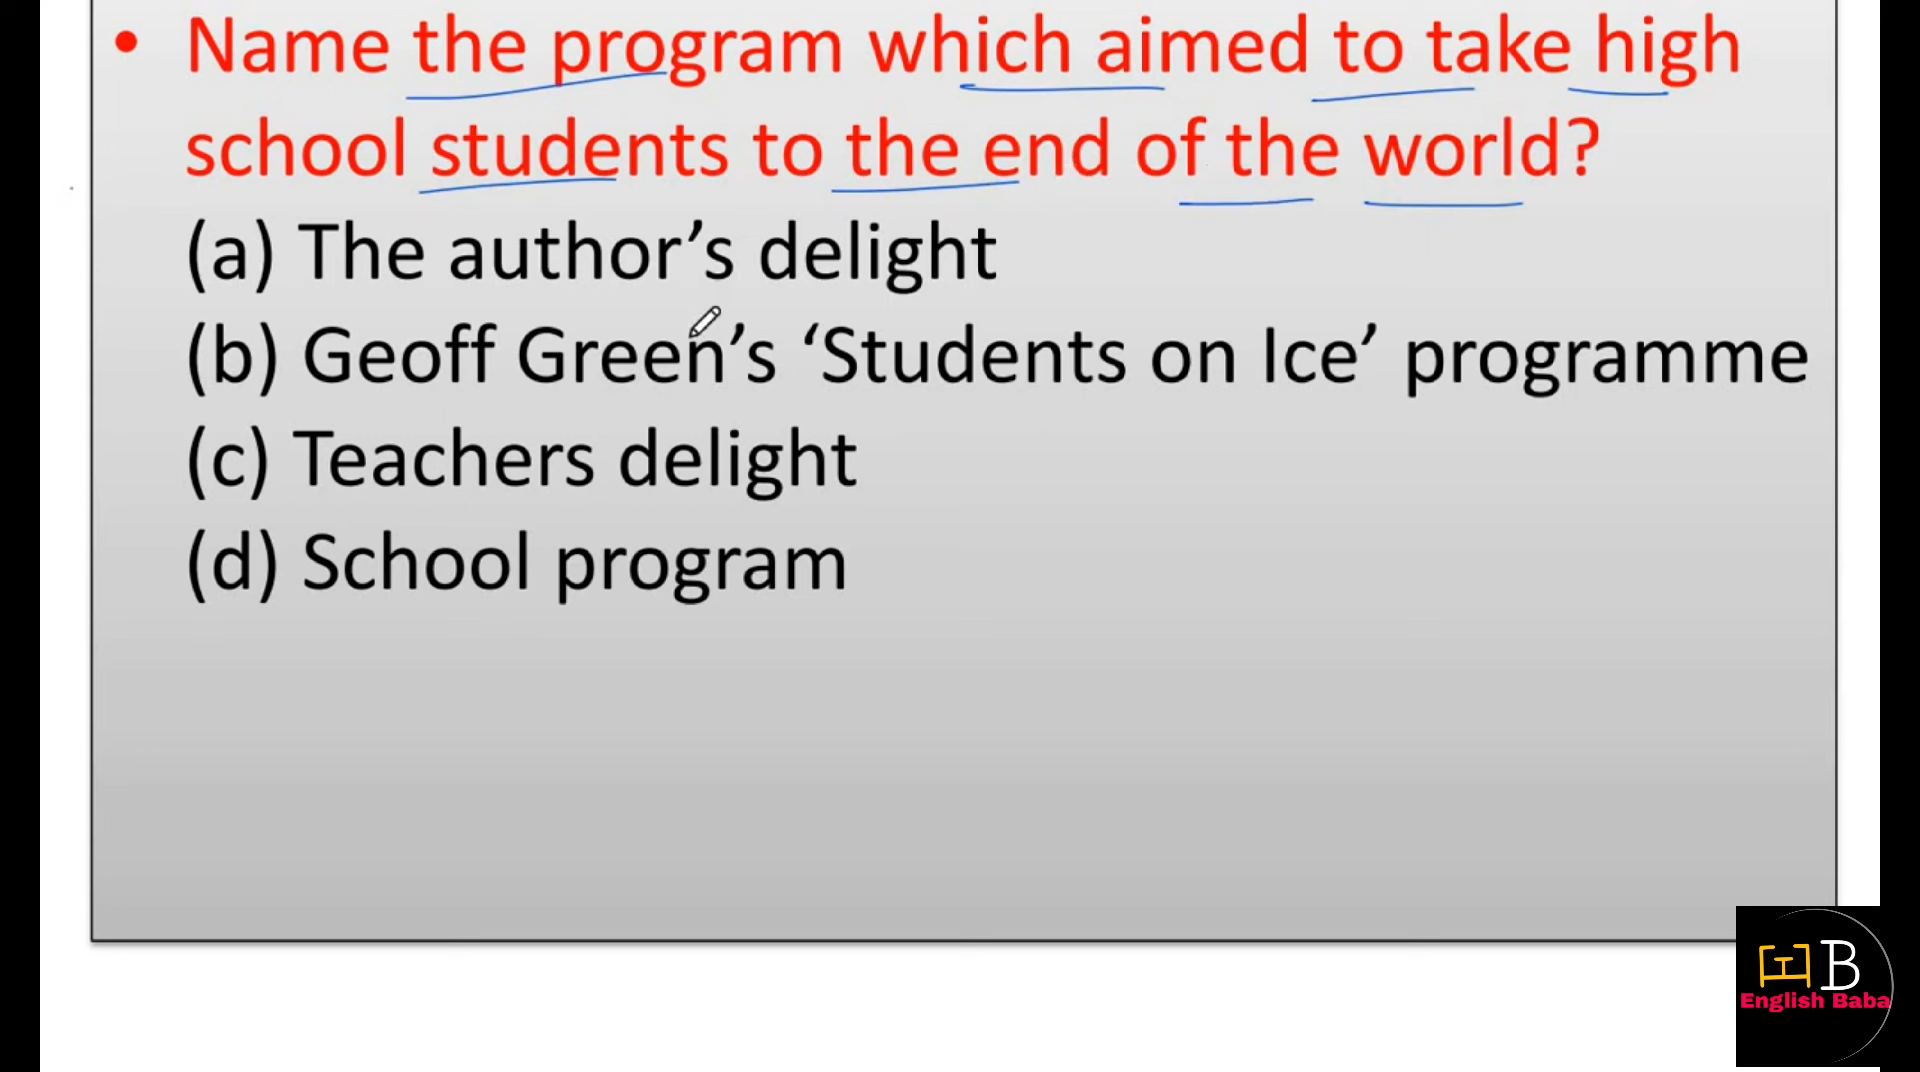 • Name the program which aimed to take high
school students to the end of the world?
(a) The author’s delight
(b) Geoff Green’s ‘Students on Ice’ programme
(c) Teachers delight
(d) School program
EB
English Baba